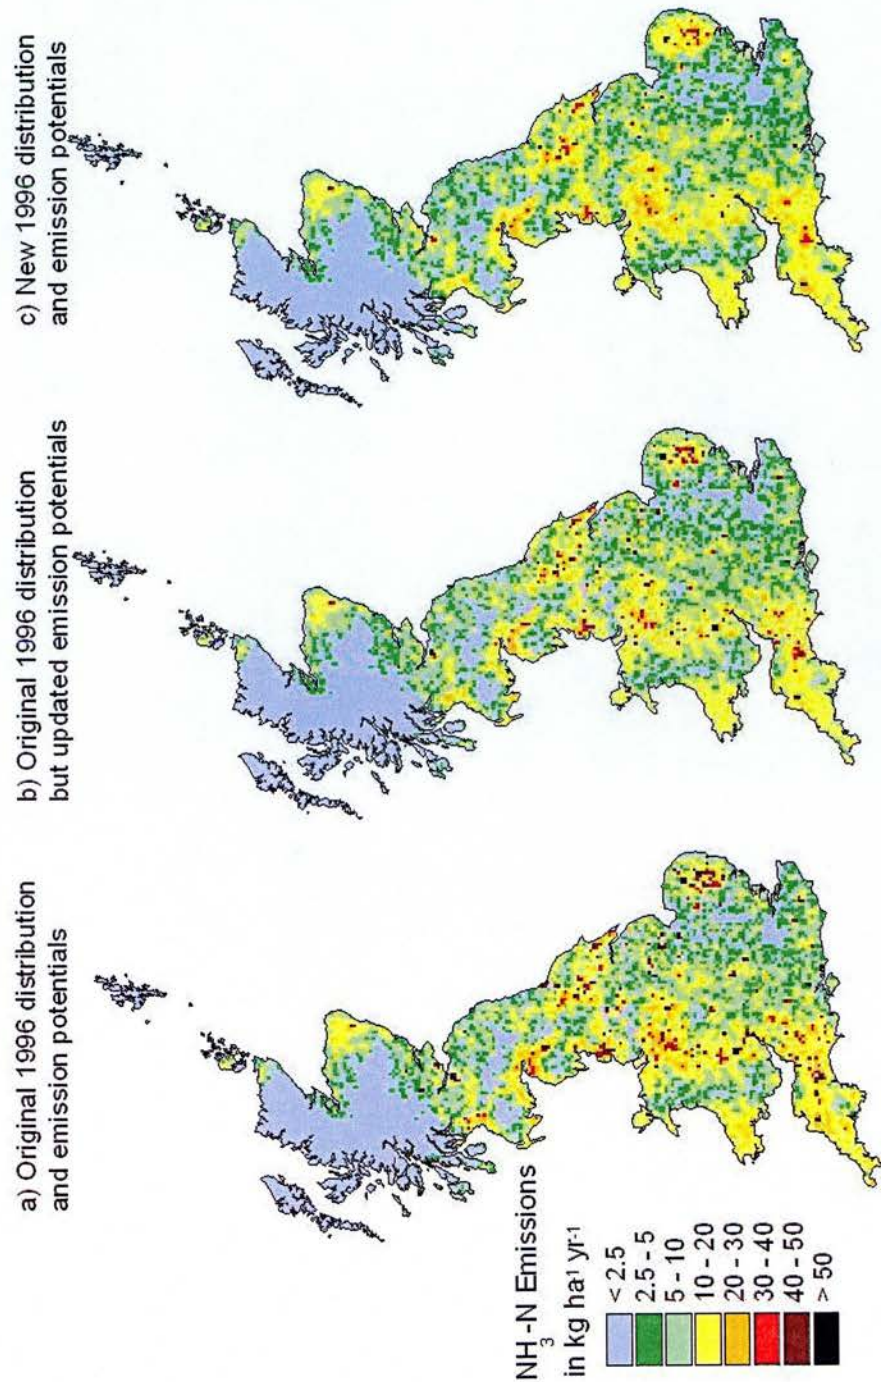 a) Original 1996 distribution
and emission potentials
b) Original 1996 distribution
but updated emisssion potentials
c) New 1996 distribution
and emission potentials
NH₃-N Emissions
in kg ha⁻¹ yr⁻¹
< 2.5
2.5 - 5
5 - 10
10 - 20
20 - 30
30 - 40
40 - 50
> 50